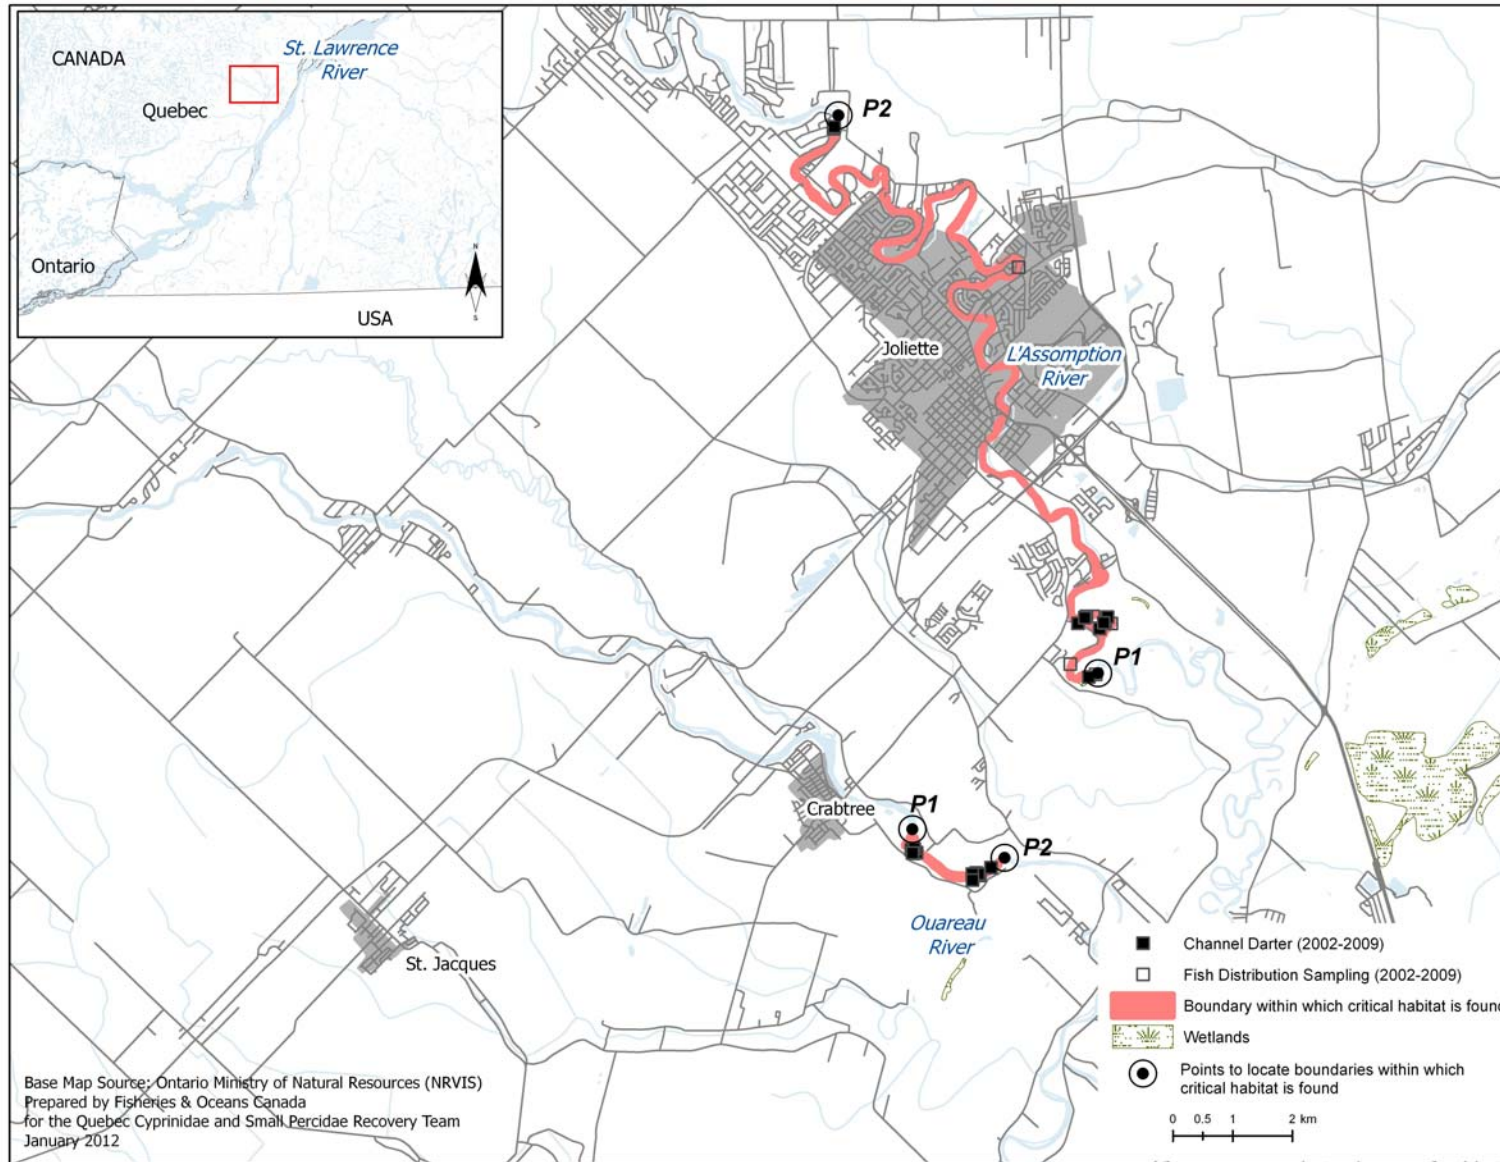 CANADA
St. Lawrence
River
Quebec
Ontario
USA
N
S
P2
Joliette
L'Assomption
River
P1
Crabtree
P1
P2
Ouareau
River
St. Jacques
Channel Darter (2002-2009)
Fish Distribution Sampling (2002-2009)
Boundary within which critical habitat is found
Wetlands
Points to locate boundaries within which
critical habitat is found
0 0.5 1 2 km
Base Map Source: Ontario Ministry of Natural Resources (NRVIS)
Prepared by Fisheries & Oceans Canada
for the Quebec Cyprinidae and Small Percidae Recovery Team
January 2012